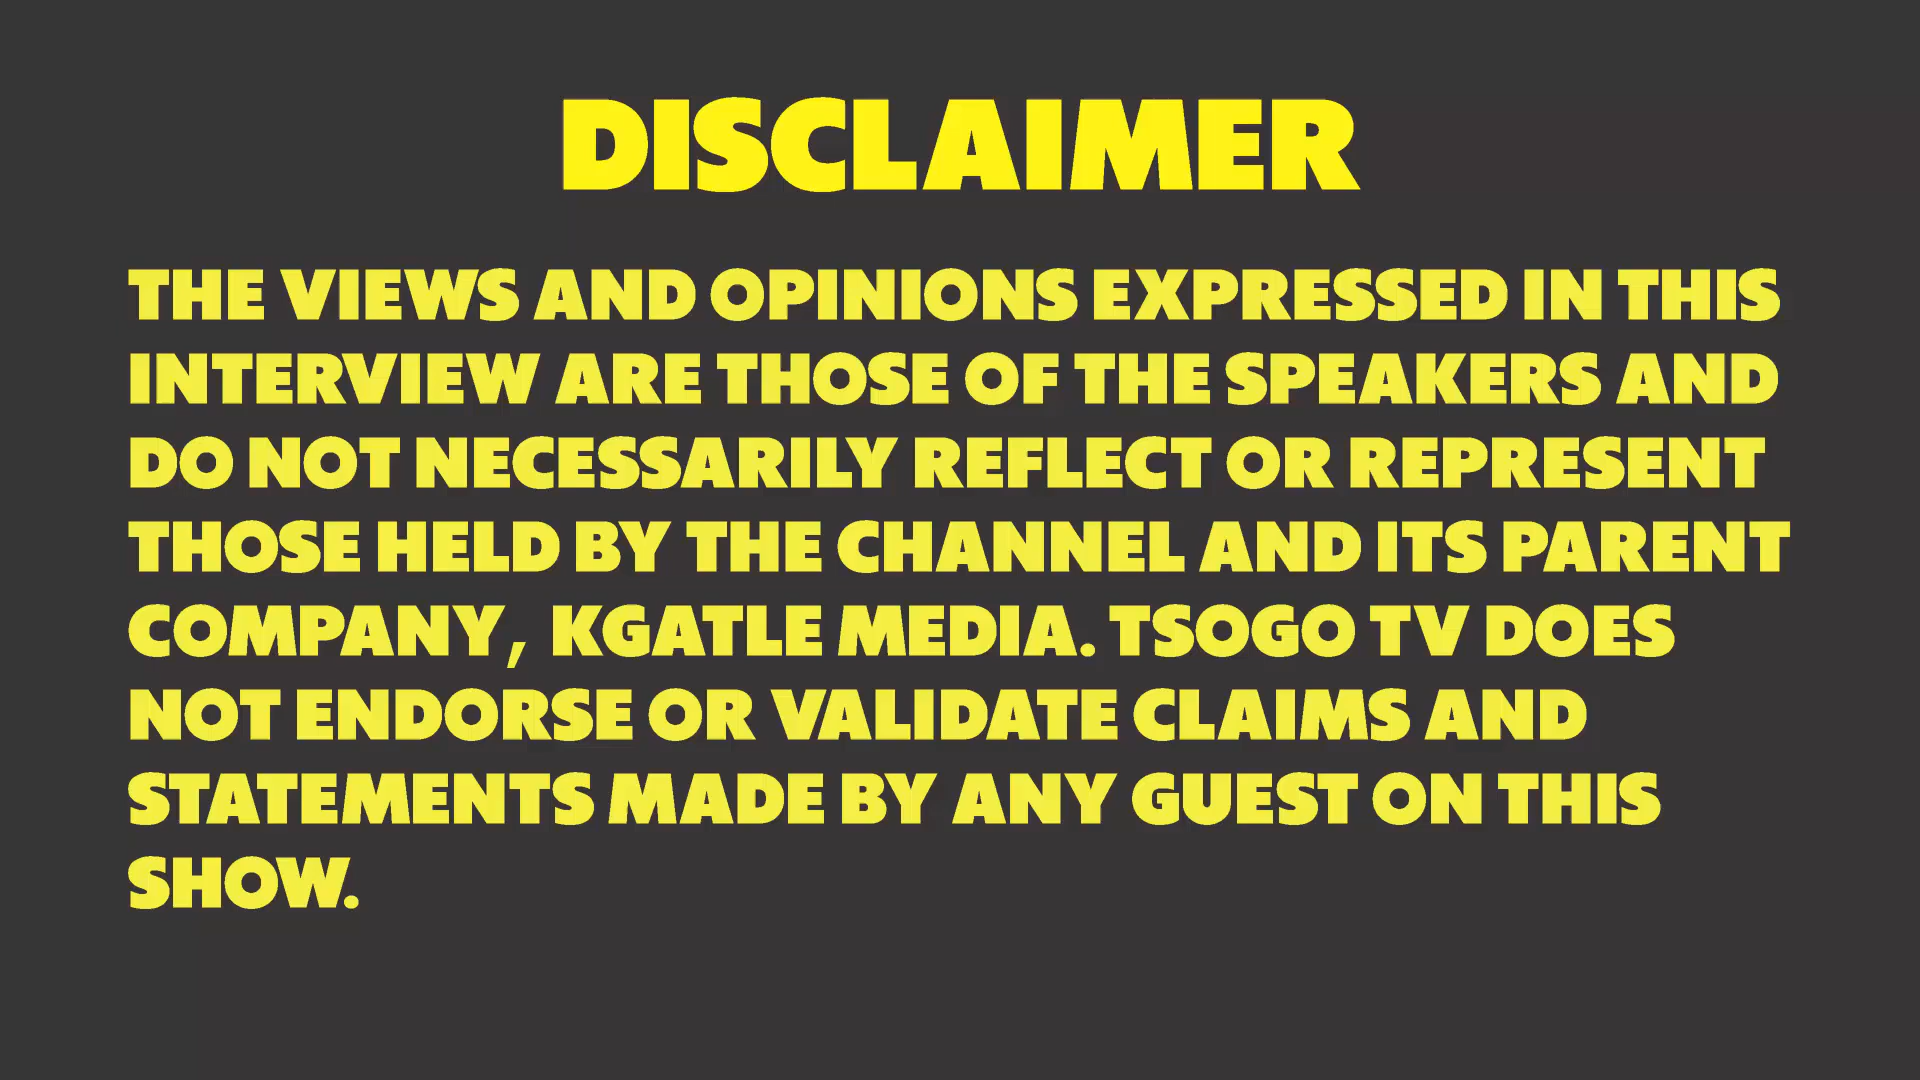 DISCLAIMER
THE VIEWS AND OPINIONS EXPRESSED IN THIS
INTERVIEW ARE THOSE OF THE SPEAKERS AND
DO NOT NECESSARILY REFLECT OR REPRESENT
THOSE HELD BY THE CHANNEL AND ITS PARENT
COMPANY, KGATLE MEDIA. TSOGO TV DOES
NOT ENDORSE OR VALIDATE CLAIMS AND
STATEMENTS MADE BY ANY GUEST ON THIS
SHOW.